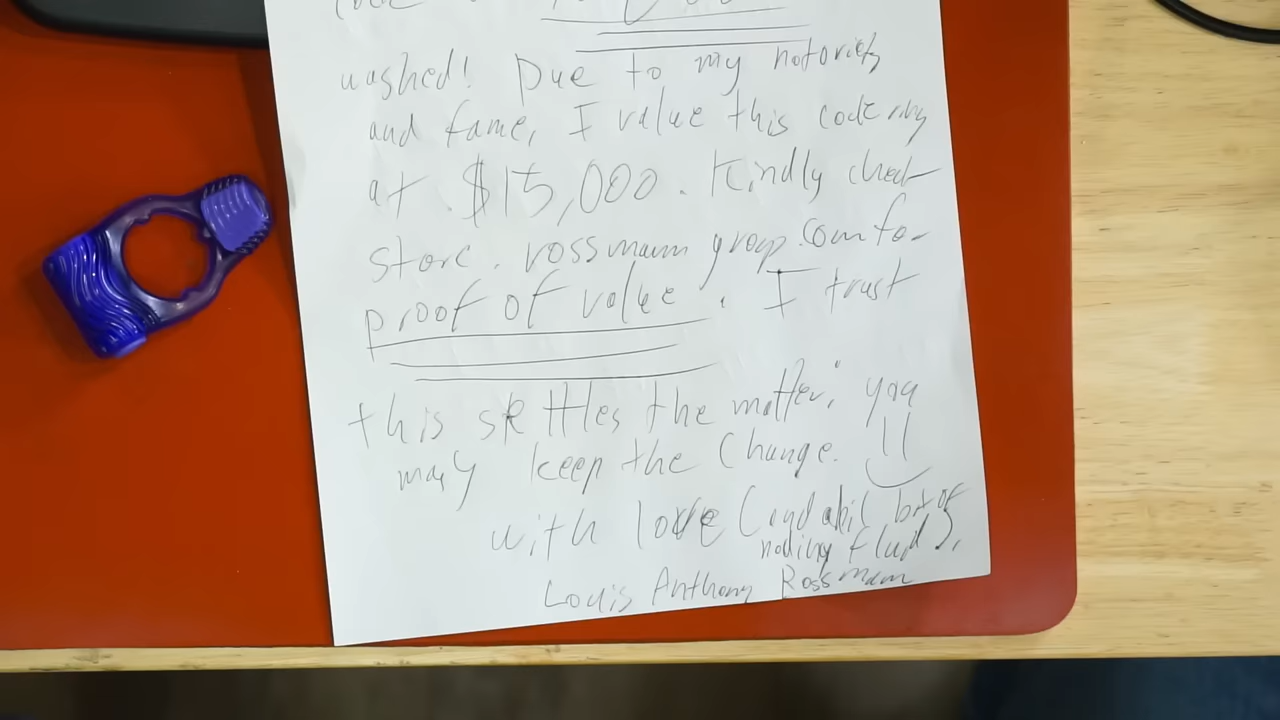 washed! Due to my notoriety
and fame, I value this code ring
at $15,000. Kindly check
store.rossmanngroup.com for
proof of value. I trust
this settles the matter; you
may keep the change.
with love (and a bit of
fluid),
Louis Anthony Rossmann